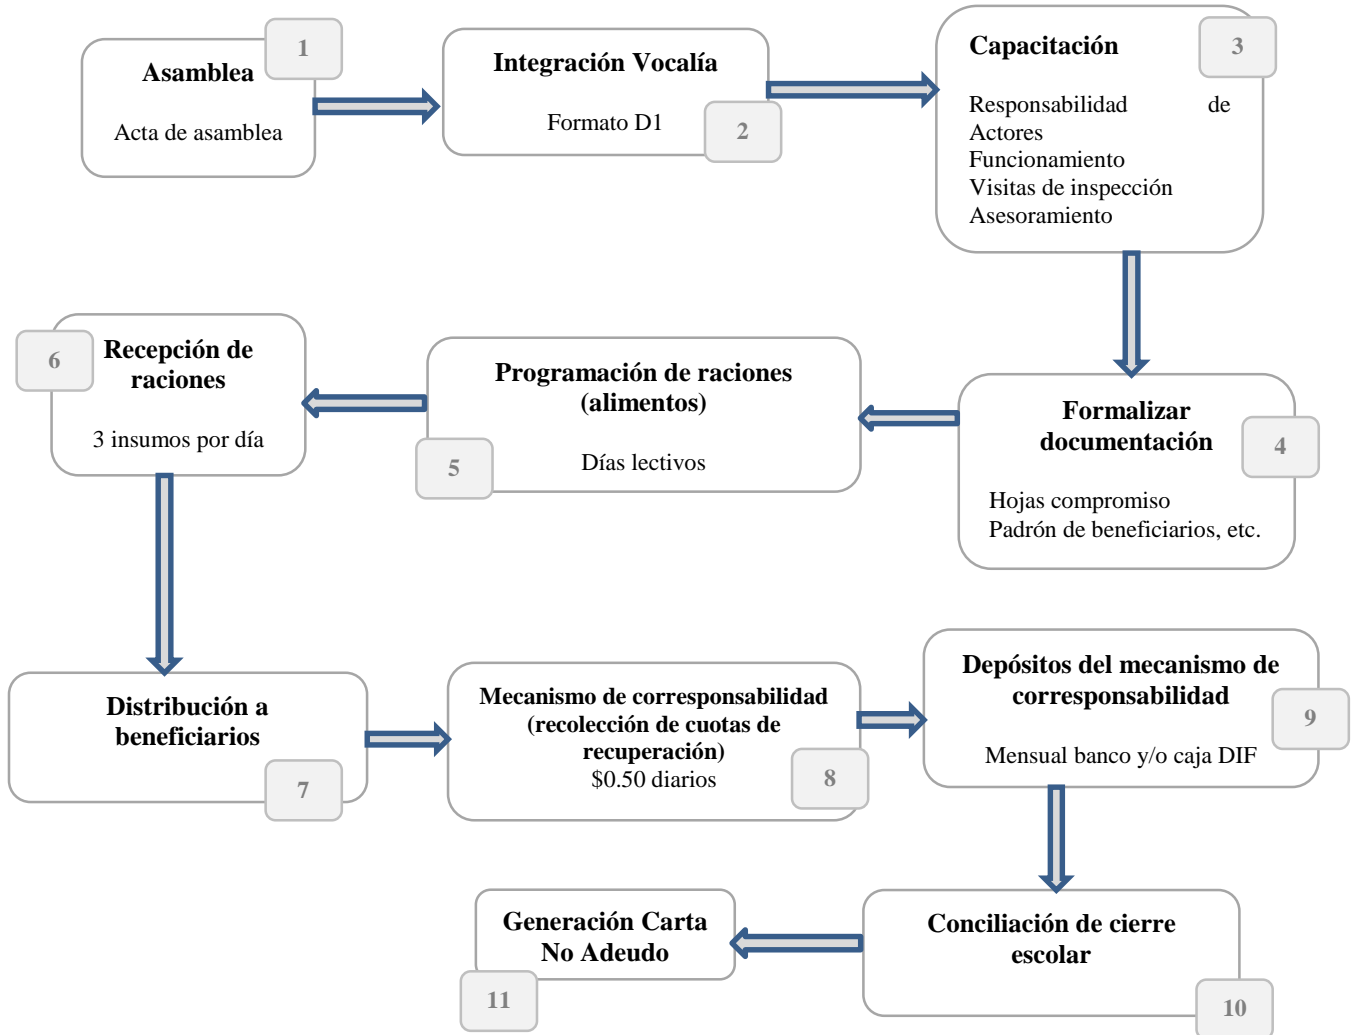 1
Asamblea
Acta de asamblea
Integración Vocalía
Formato D1
2
Capacitación
3
Responsabilidad de
Actores
Funcionamiento
Visitas de inspección
Asesoramiento
Formalizar
documentación
4
Hojas compromiso
Padrón de beneficiarios, etc.
Programación de raciones
(alimentos)
Días lectivos
5
6
Recepción de
raciones
3 insumos por día
Distribución a
beneficiarios
7
Mecanismo de corresponsabilidad
(recolección de cuotas de
recuperación)
$0.50 diarios
8
Depósitos del mecanismo de
corresponsabilidad
9
Mensual banco y/o caja DIF
Conciliación de cierre
escolar
10
Generación Carta
No Adeudo
11